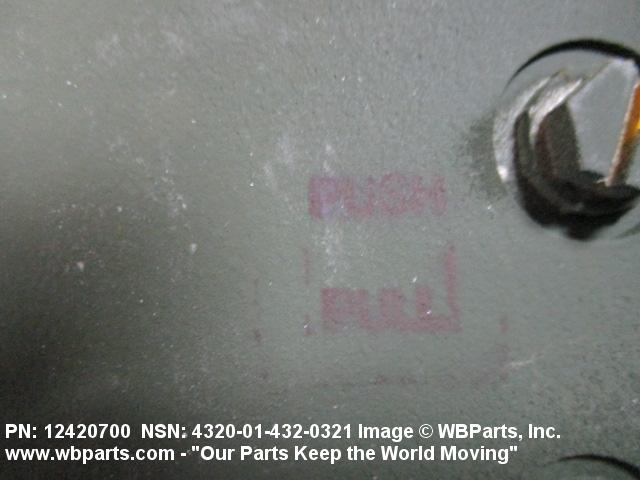 PUSH
PULL
PN: 12420700 NSN: 4320-01-432-0321 Image © WBParts, Inc.
www.wbparts.com - "Our Parts Keep the World Moving"